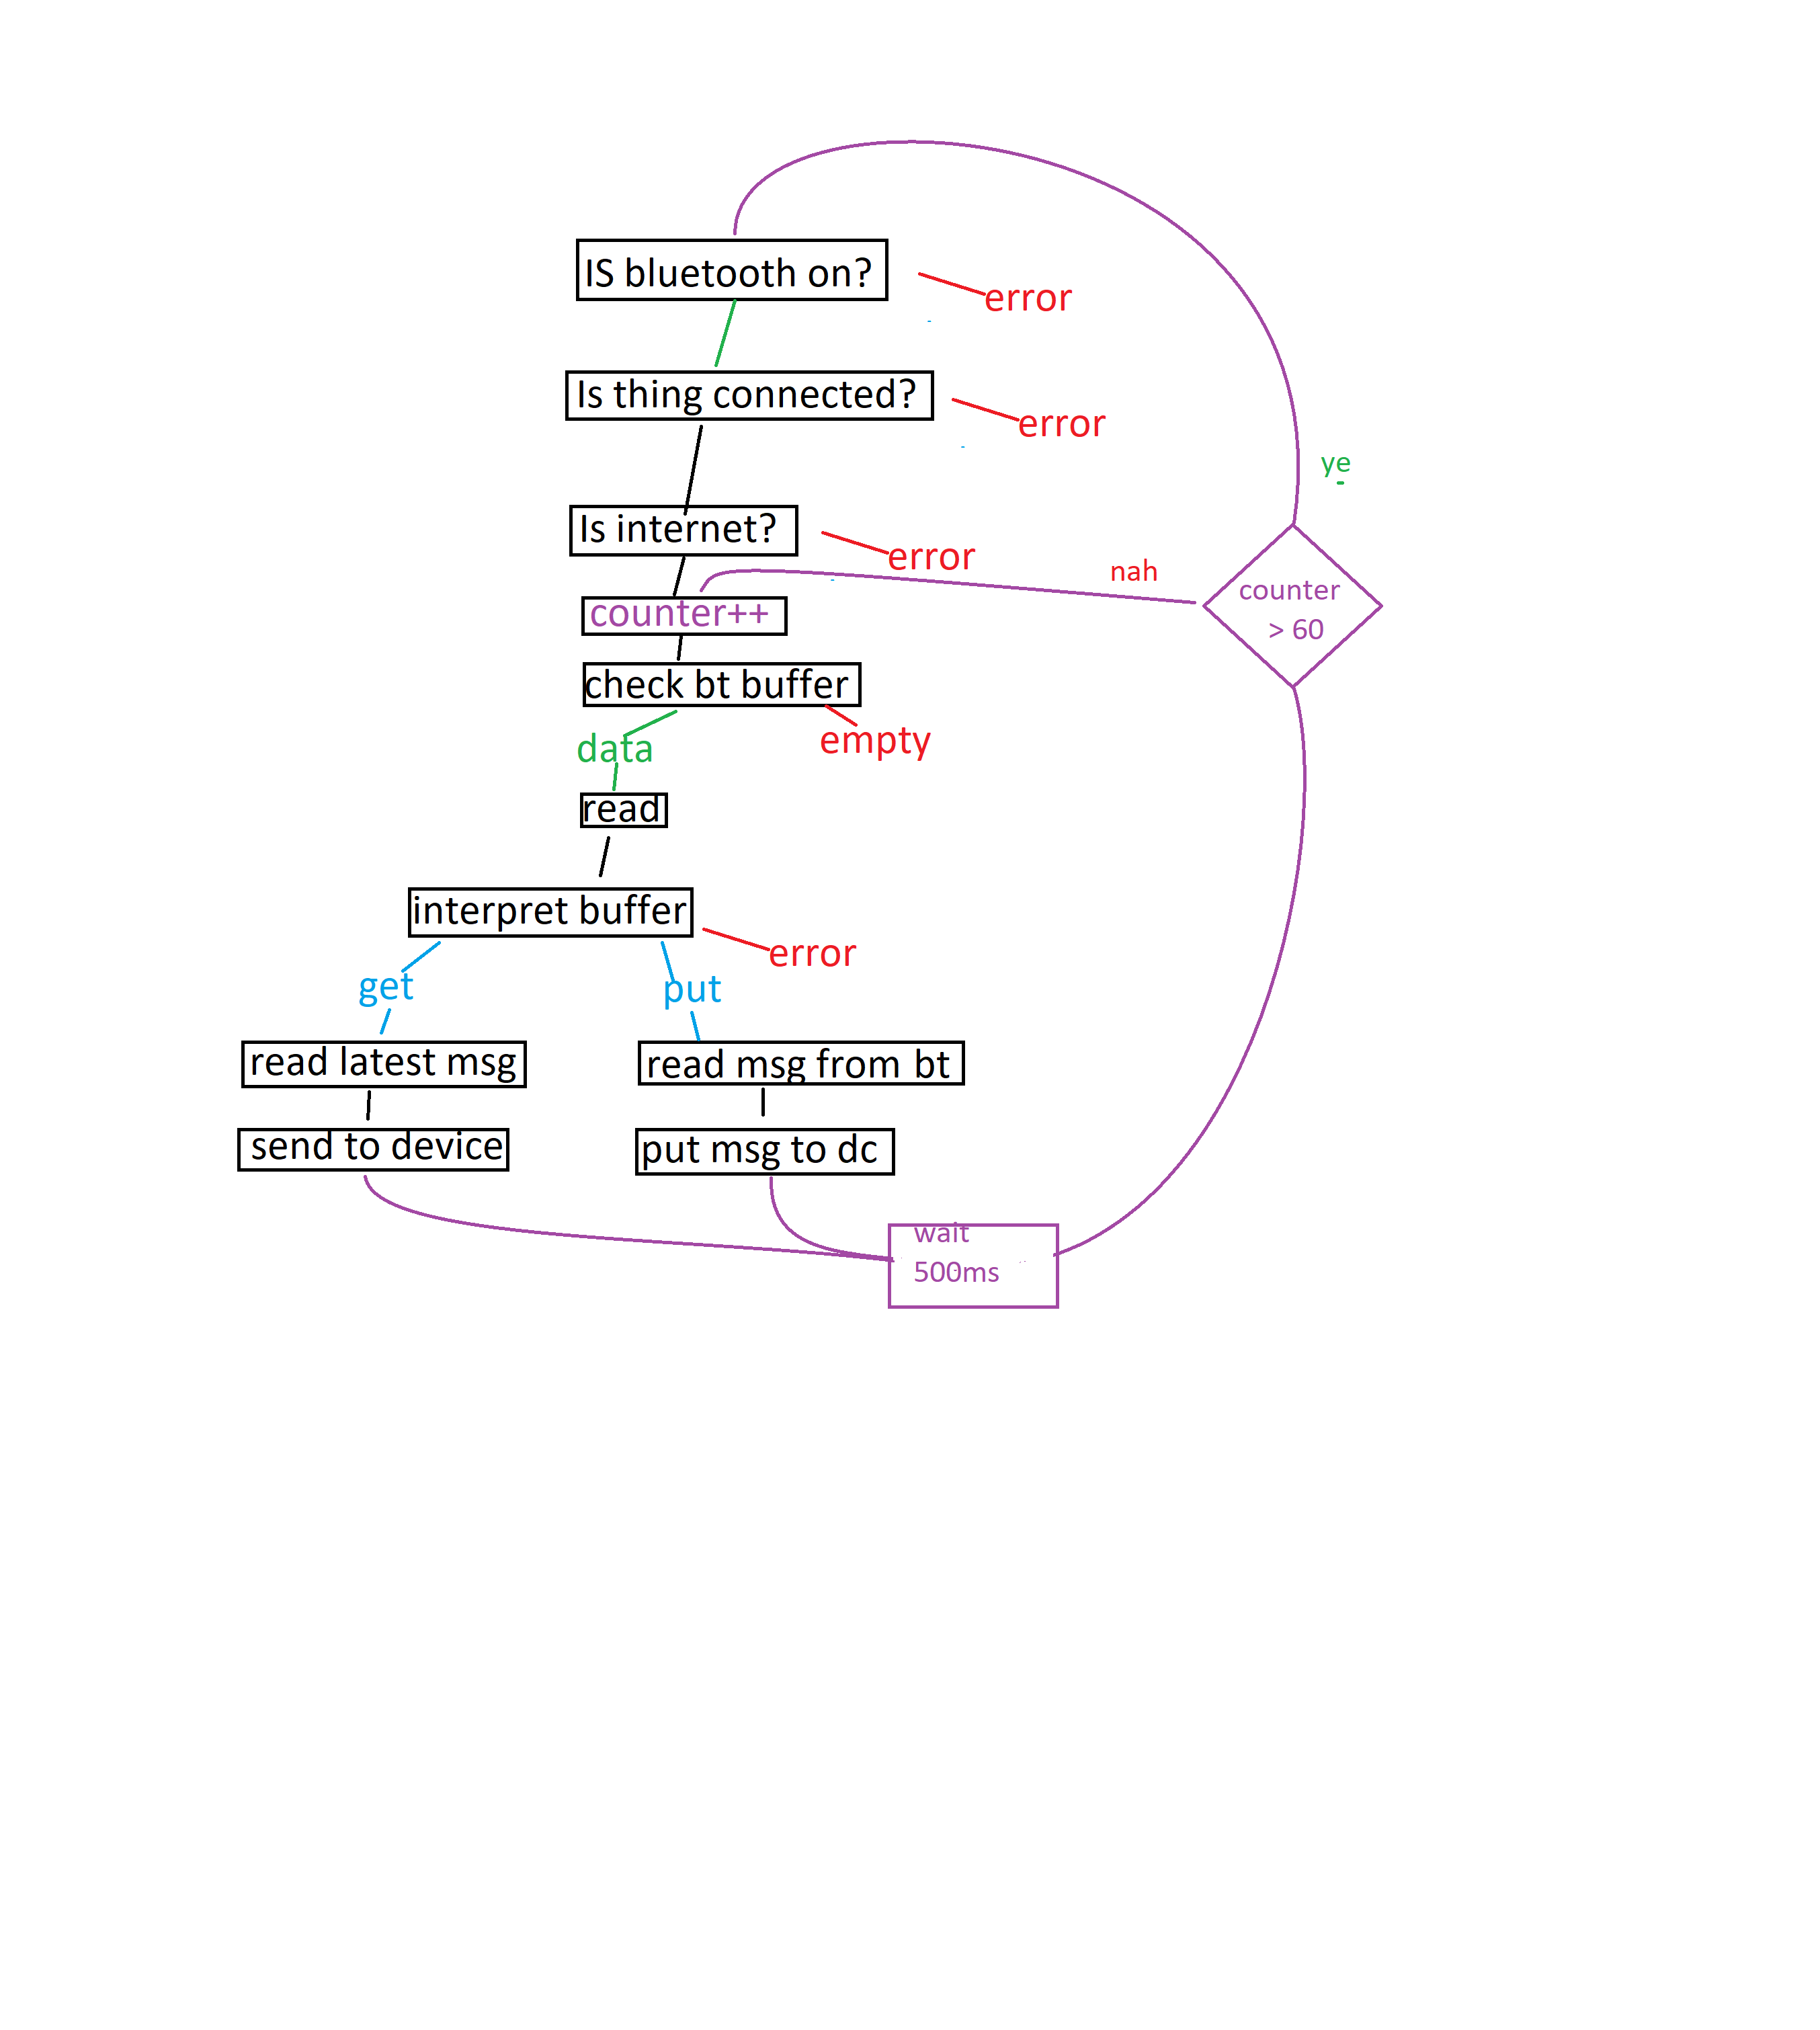 IS bluetooth on?
error
Is thing connected?
error
ye
Is internet?
error
nah
counter
> 60
counter++
check bt buffer
data
empty
read
interpret buffer
error
get
put
read latest msg
read msg from bt
send to device
put msg to dc
wait
500ms